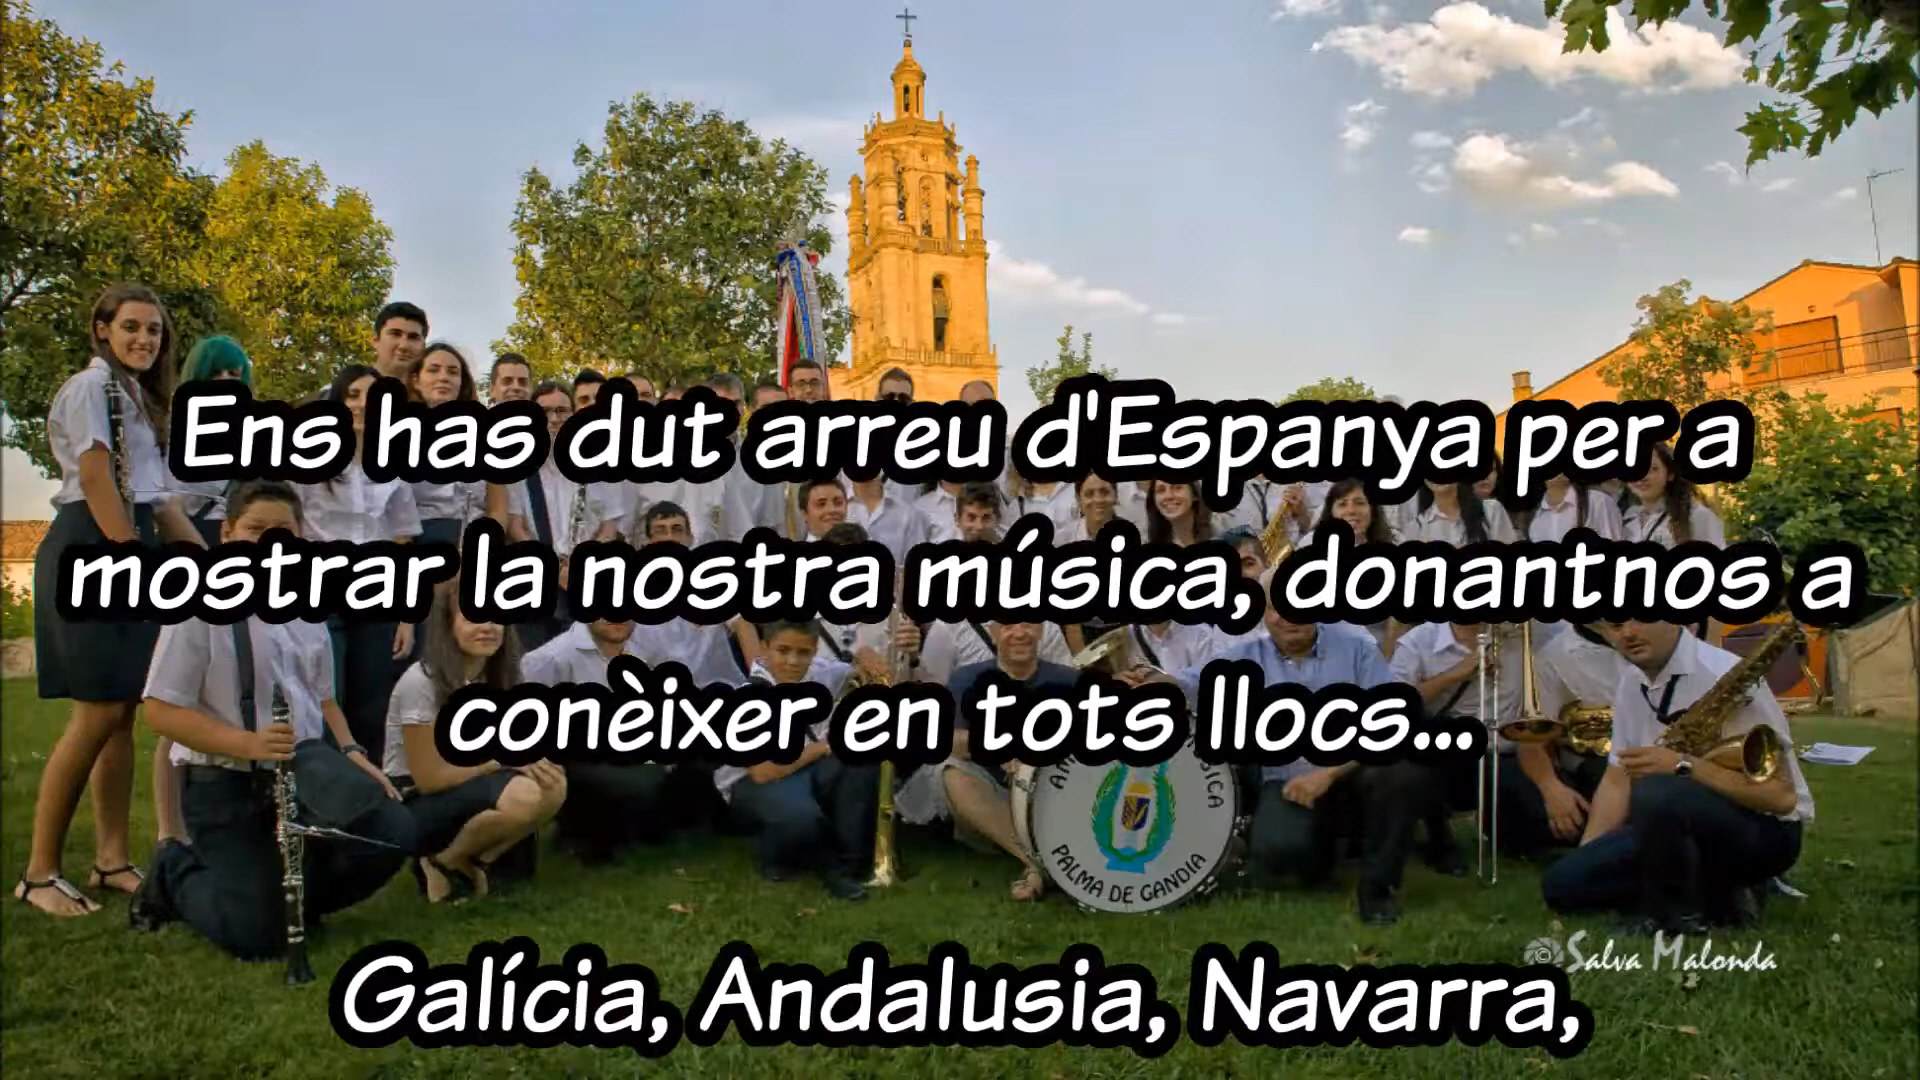 Ens has dut arreu d'Espanya per a
mostrar la nostra música, donantnos a
conèixer en tots llocs...
PALMA DE GANDIA
© Salva Malonda
Galícia, Andalusia, Navarra,